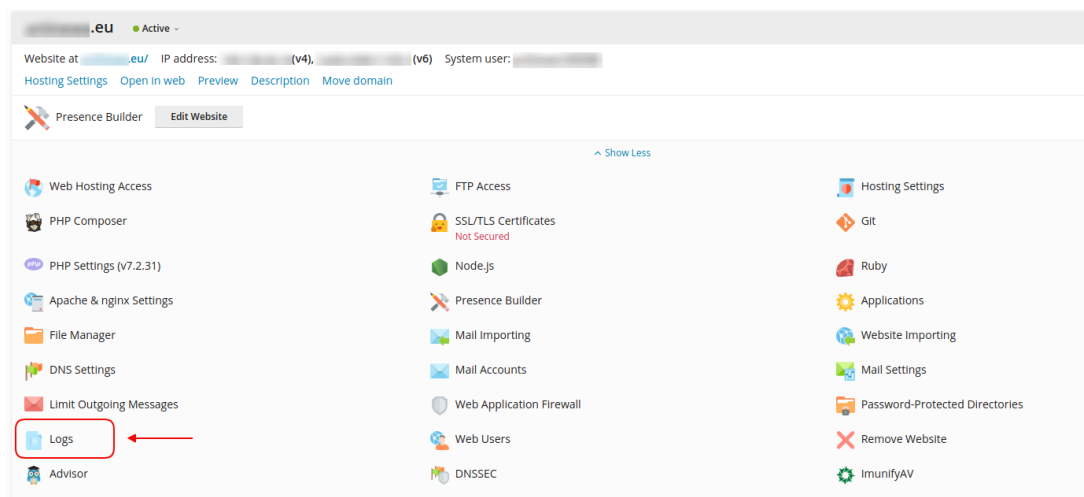 .eu Active
Website at .eu/ IP address: (v4), (v6) System user:
Hosting Settings Open in web Preview Description Move domain
Presence Builder Edit Website
Show Less
Web Hosting Access FTP Access Hosting Settings
PHP Composer SSL/TLS Certificates Git
Not Secured
php PHP Settings (v7.2.31) Node.js Ruby
Apache & nginx Settings Presence Builder Applications
File Manager Mail Importing Website Importing
DNS Settings Mail Accounts Mail Settings
Limit Outgoing Messages Web Application Firewall Password-Protected Directories
Logs Web Users Remove Website
Advisor DNSSEC ImunifyAV